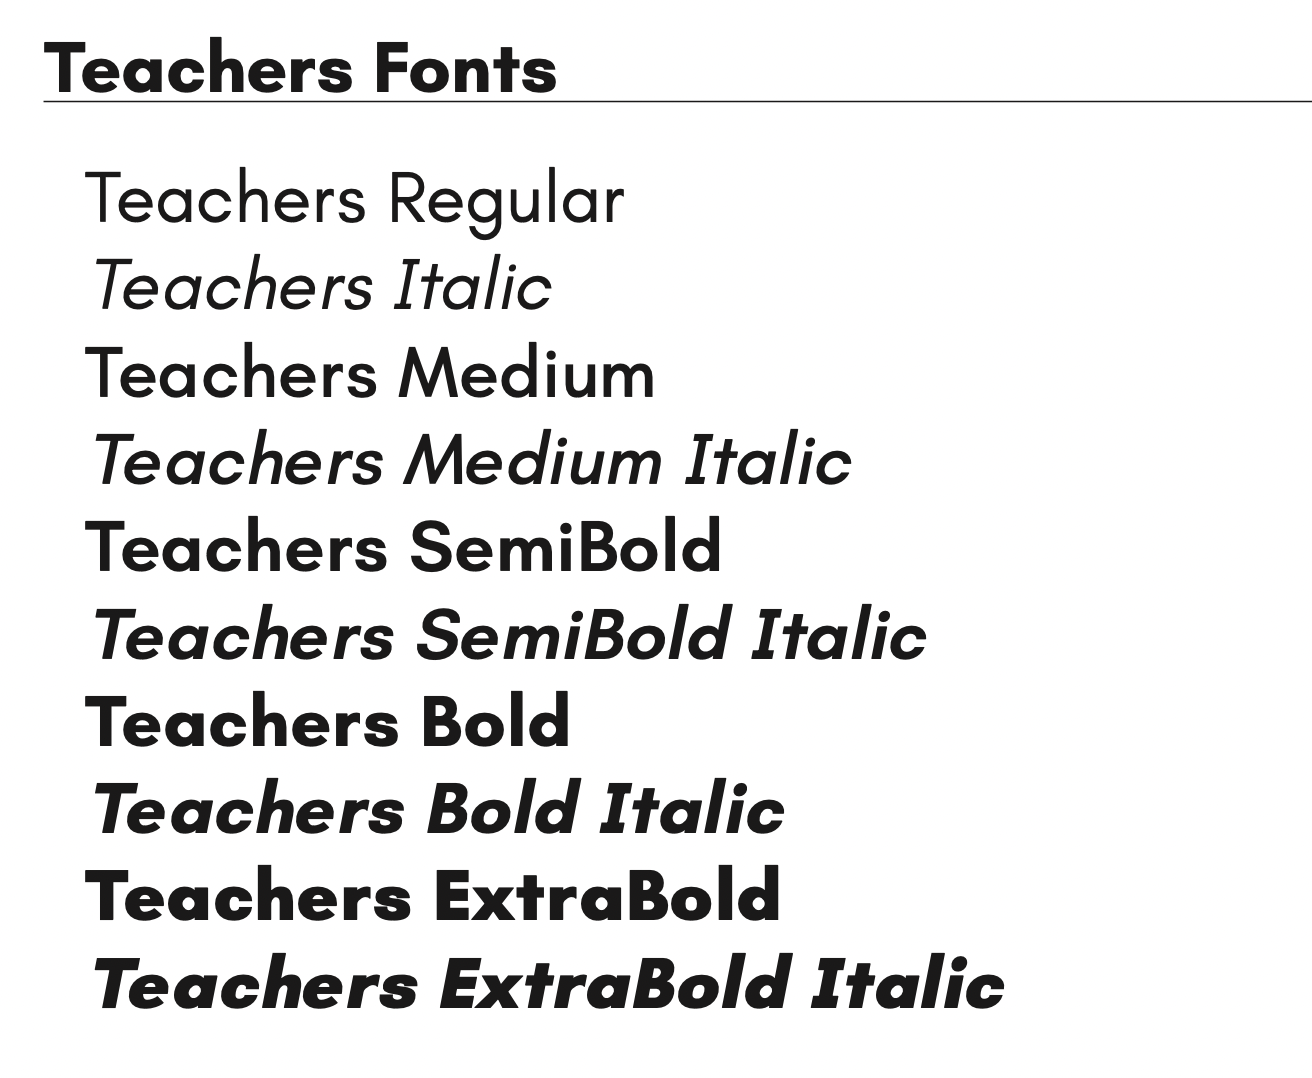 Teachers Fonts
Teachers Regular
Teachers Italic
Teachers Medium
Teachers Medium Italic
Teachers SemiBold
Teachers SemiBold Italic
Teachers Bold
Teachers Bold Italic
Teachers ExtraBold
Teachers ExtraBold Italic